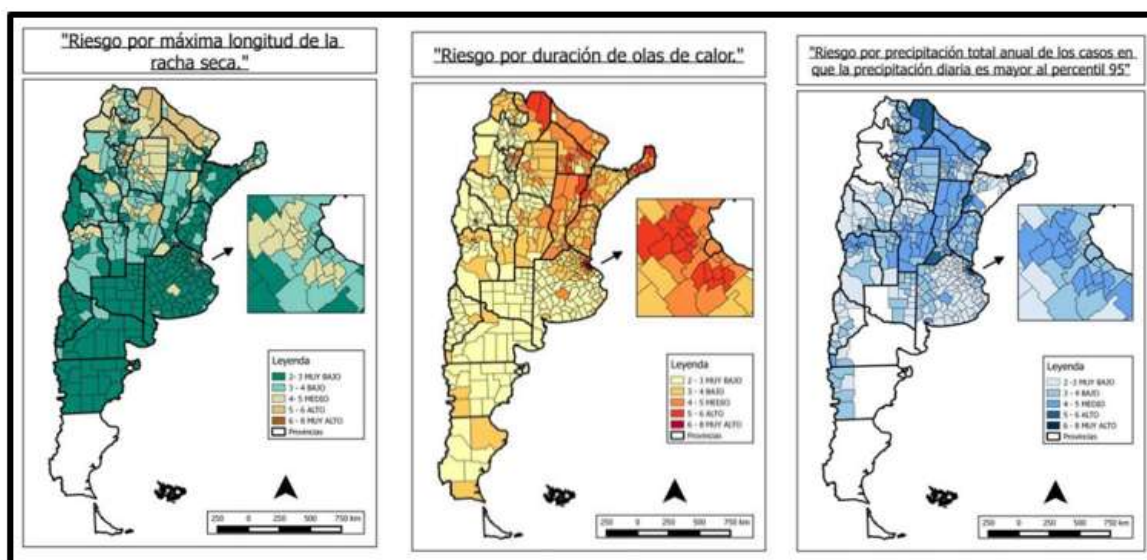 "Riesgo por máxima longitud de la
racha seca."
Leyenda
2- 3 MUY BAJO
3 - 4 BAJO
4 - 5 MEDIO
5 - 6 ALTO
6 - 8 MUY ALTO
Provincias
250 0 250 500 750 km
"Riesgo por duración de olas de calor."
Leyenda
2 - 3 MUY BAJO
3 - 4 BAJO
4 - 5 MEDIO
5 - 6 ALTO
6 - 8 MUY ALTO
Provincias
250 0 250 500 750 km
"Riesgo por precipitación total anual de los casos en
que la precipitación diaria es mayor al percentil 95"
Leyenda
2 -3 MUY BAJO
3 - 4 BAJO
4 - 5 MEDIO
5 - 6 ALTO
6 - 8 MUY ALTO
Provincias
250 0 250 500 750 km